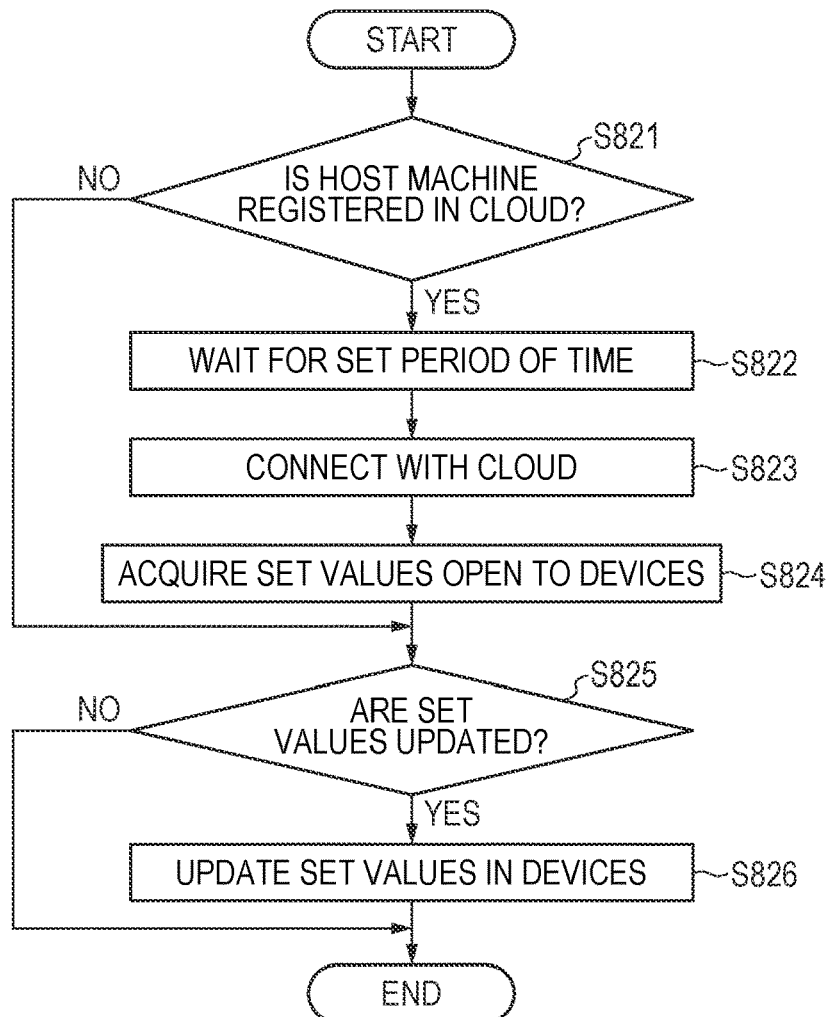 START
S821
NO
IS HOST MACHINE
REGISTERED IN CLOUD?
YES
WAIT FOR SET PERIOD OF TIME
S822
CONNECT WITH CLOUD
S823
ACQUIRE SET VALUES OPEN TO DEVICES
S824
S825
NO
ARE SET
VALUES UPDATED?
YES
UPDATE SET VALUES IN DEVICES
S826
END